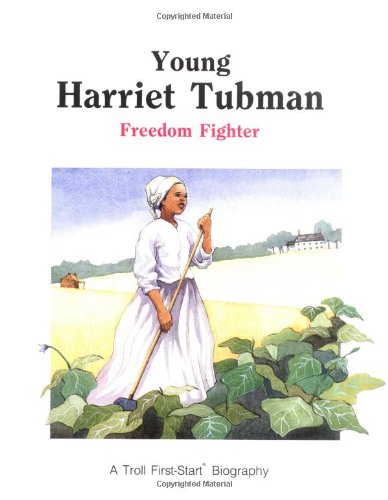 Copyrighted Material
Young
Harriet Tubman
Freedom Fighter
A Troll First-Start® Biography
Copyrighted Material